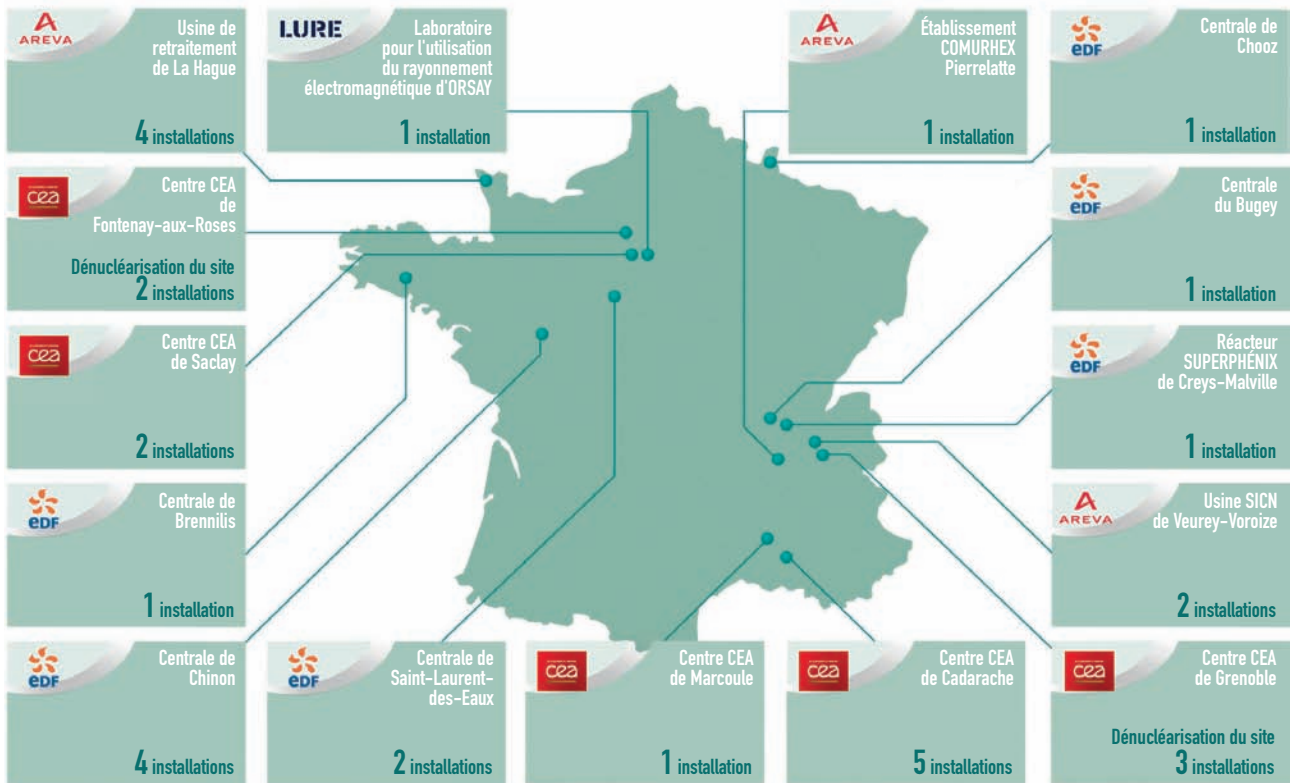 AREVA
Usine de
retraitement
de La Hague
4 installations
LURE
Laboratoire
pour l'utilisation
du rayonnement
électromagnétique d'ORSAY
1 installation
AREVA
Établissement
COMURHEX
Pierrelatte
1 installation
eDF
Centrale de
Chooz
1 installation
cea
Centre CEA
de
Fontenay-aux-Roses
Dénucléarisation du site
2 installations
eDF
Centrale
du Bugey
1 installation
cea
Centre CEA
de Saclay
2 installations
eDF
Réacteur
SUPERPHÉNIX
de Creys-Malville
1 installation
eDF
Centrale de
Brennilis
1 installation
AREVA
Usine SICN
de Veurey-Voroize
2 installations
eDF
Centrale de
Chinon
4 installations
eDF
Centrale de
Saint-Laurent-
des-Eaux
2 installations
cea
Centre CEA
de Marcoule
1 installation
cea
Centre CEA
de Cadarache
5 installations
cea
Centre CEA
de Grenoble
Dénucléarisation du site
3 installations